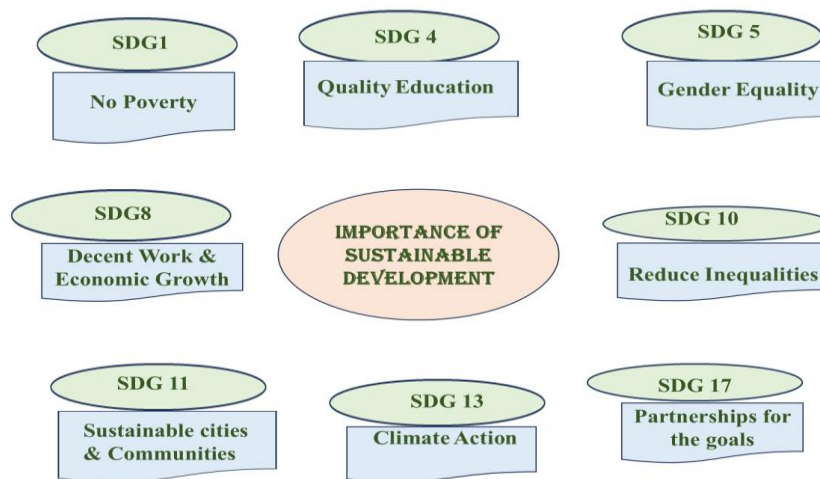 SDG1
No Poverty
SDG 4
Quality Education
SDG 5
Gender Equality
SDG8
Decent Work &
Economic Growth
IMPORTANCE OF
SUSTAINABLE
DEVELOPMENT
SDG 10
Reduce Inequalities
SDG 11
Sustainable cities
& Communities
SDG 13
Climate Action
SDG 17
Partnerships for
the goals